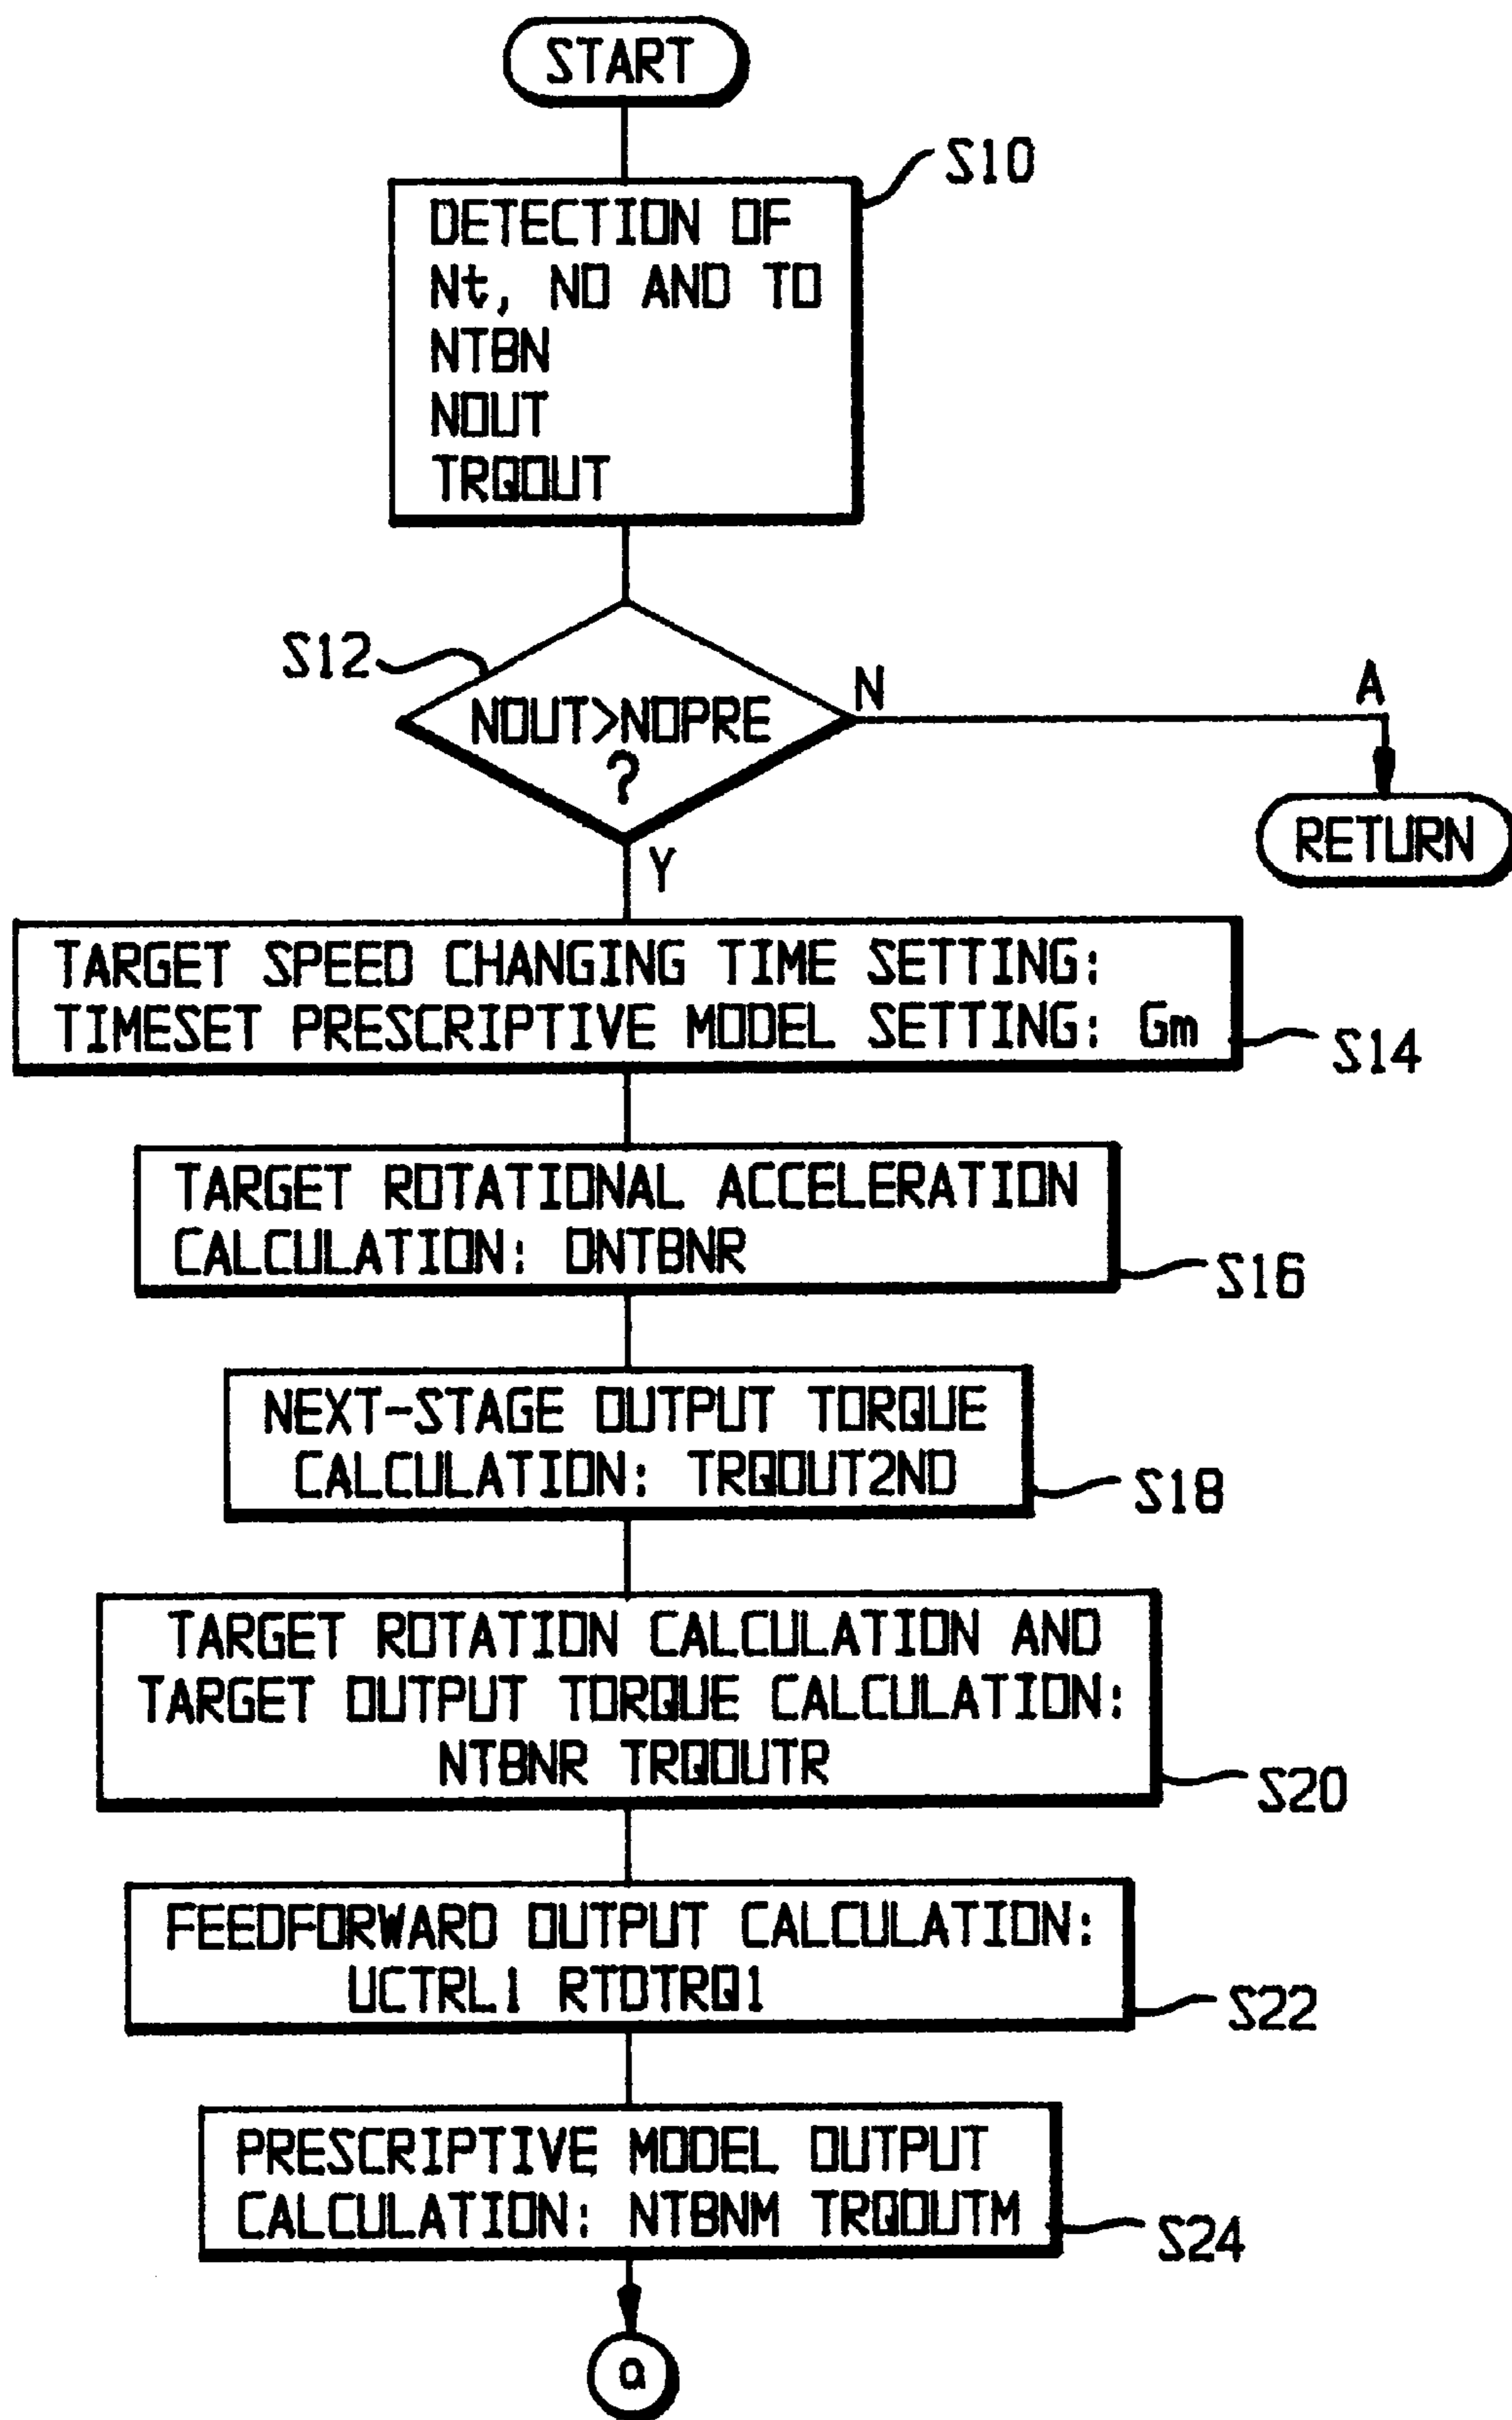 START
S10
DETECTION OF
Nt, NO AND TO
NTBN
NOUT
TRQOUT
S12
NOUT>NOPRE
?
N
A
RETURN
Y
TARGET SPEED CHANGING TIME SETTING:
TIMESET PRESCRIPTIVE MODEL SETTING: Gm
S14
TARGET ROTATIONAL ACCELERATION
CALCULATION: DNTBNR
S16
NEXT-STAGE OUTPUT TORQUE
CALCULATION: TRQOUT2ND
S18
TARGET ROTATION CALCULATION AND
TARGET OUTPUT TORQUE CALCULATION:
NTBNR TRQOUTR
S20
FEEDFORWARD OUTPUT CALCULATION:
UCTRL1 RTDTRQ1
S22
PRESCRIPTIVE MODEL OUTPUT
CALCULATION: NTBNM TRQOUTM
S24
a